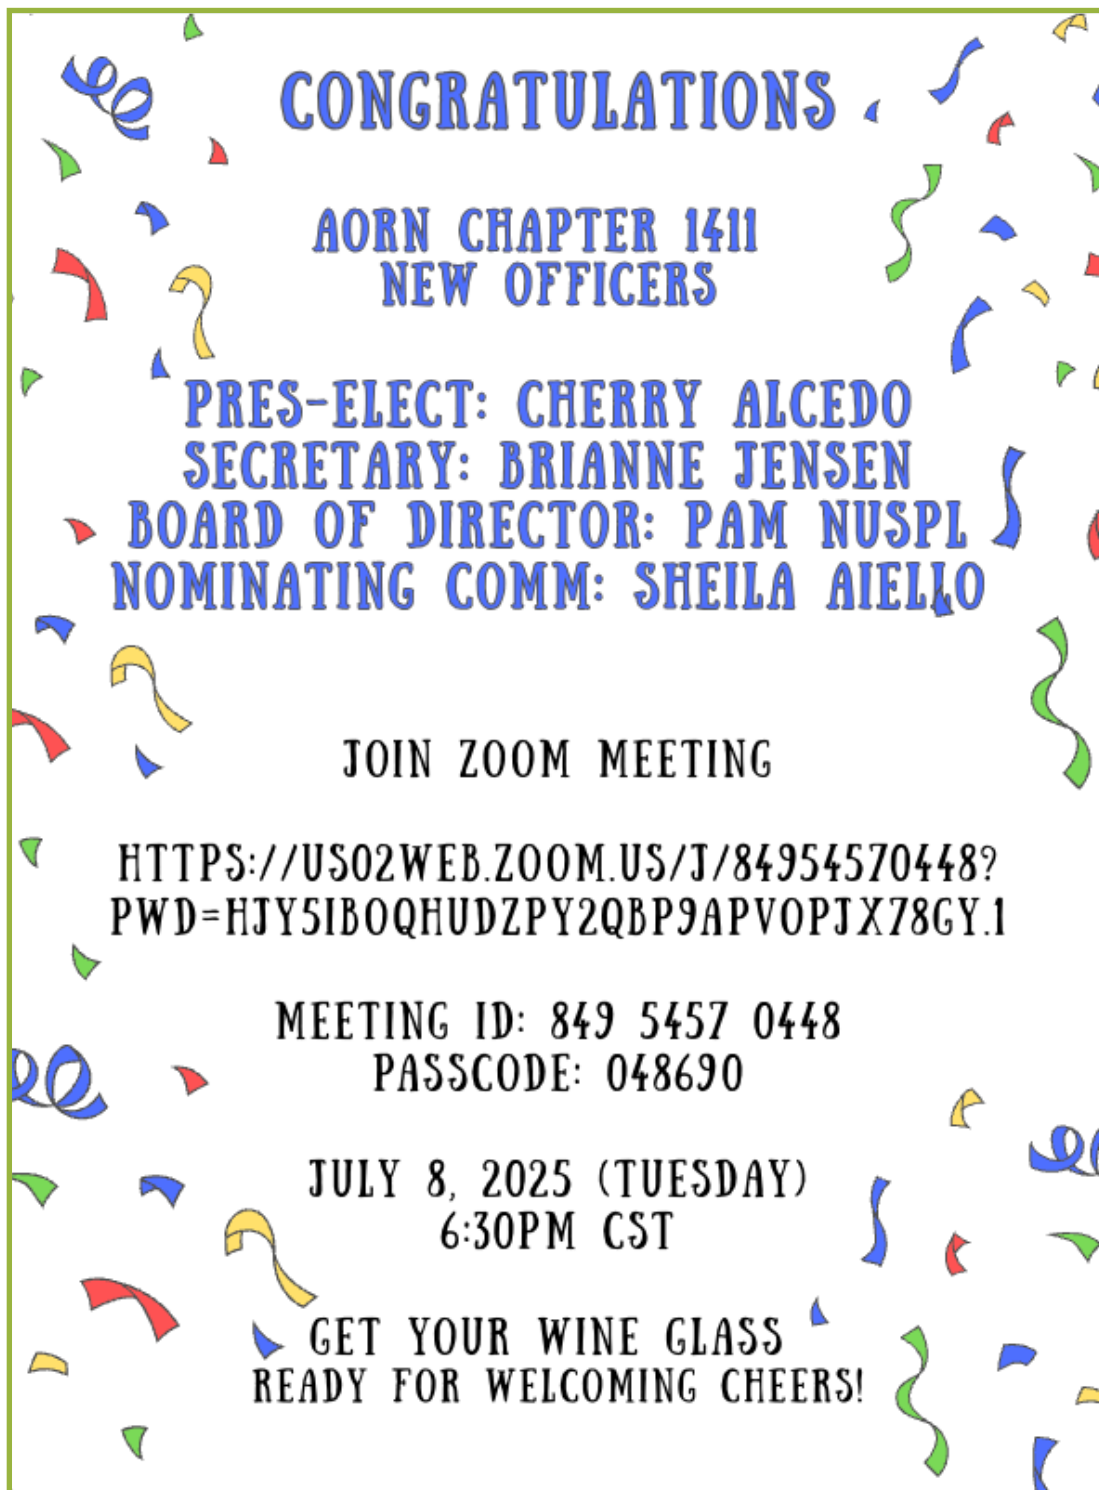 CONGRATULATIONS
AORN CHAPTER 1411
NEW OFFICERS
PRES-ELECT: CHERRY ALCEDO
SECRETARY: BRIANNE JENSEN
BOARD OF DIRECTOR: PAM NUSPL
NOMINATING COMM: SHEILA AIELLO
JOIN ZOOM MEETING
HTTPS://US02WEB.ZOOM.US/J/84954570448?
PWD=HJY5IBOQHUDZPY2QBP9APVOPJX78GY.1
MEETING ID: 849 5457 0448
PASSCODE: 048690
JULY 8, 2025 (TUESDAY)
6:30PM CST
GET YOUR WINE GLASS
READY FOR WELCOMING CHEERS!